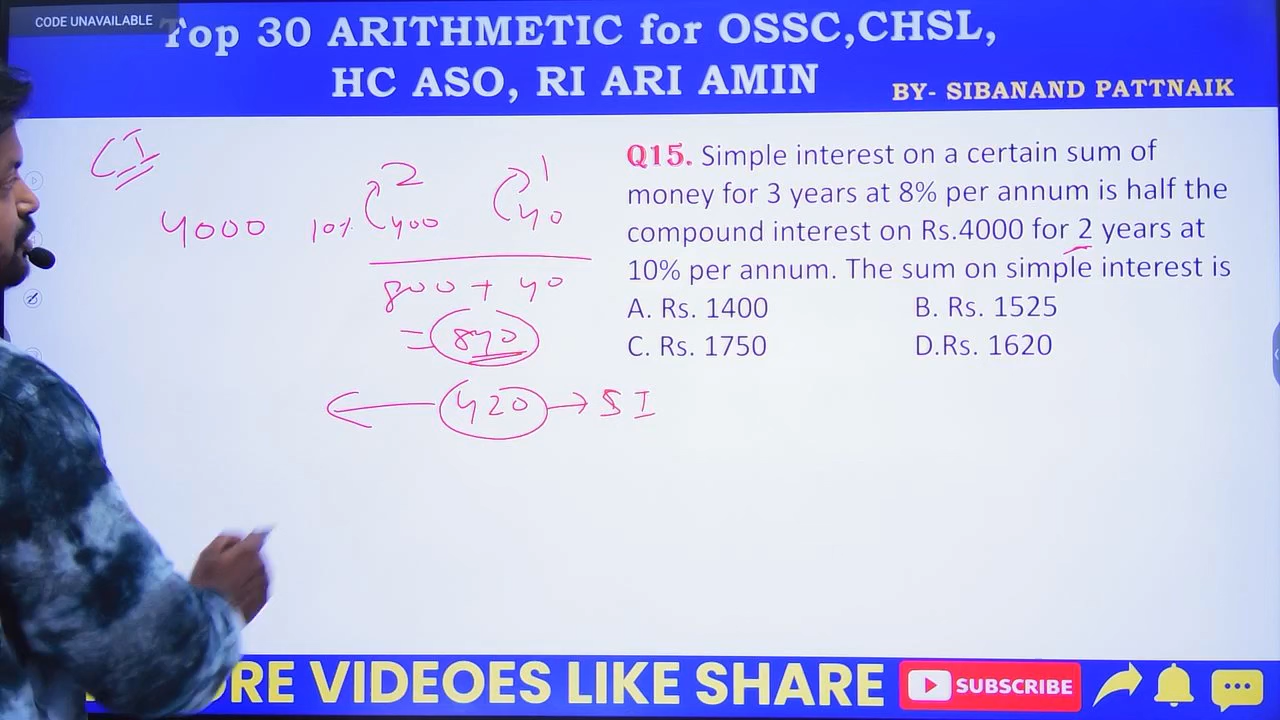 CODE UNAVAILABLE
Top 30 ARITHMETIC for OSSC,CHSL,
HC ASO, RI ARI AMIN
BY- SIBANAND PATTNAIK
CI
4000 10% 400 2 40 1
800 + 40
= 840
420 → SI
Q15. Simple interest on a certain sum of
money for 3 years at 8% per annum is half the
compound interest on Rs.4000 for 2 years at
10% per annum. The sum on simple interest is
A. Rs. 1400 B. Rs. 1525
C. Rs. 1750 D.Rs. 1620
ORE VIDEOES LIKE SHARE SUBSCRIBE